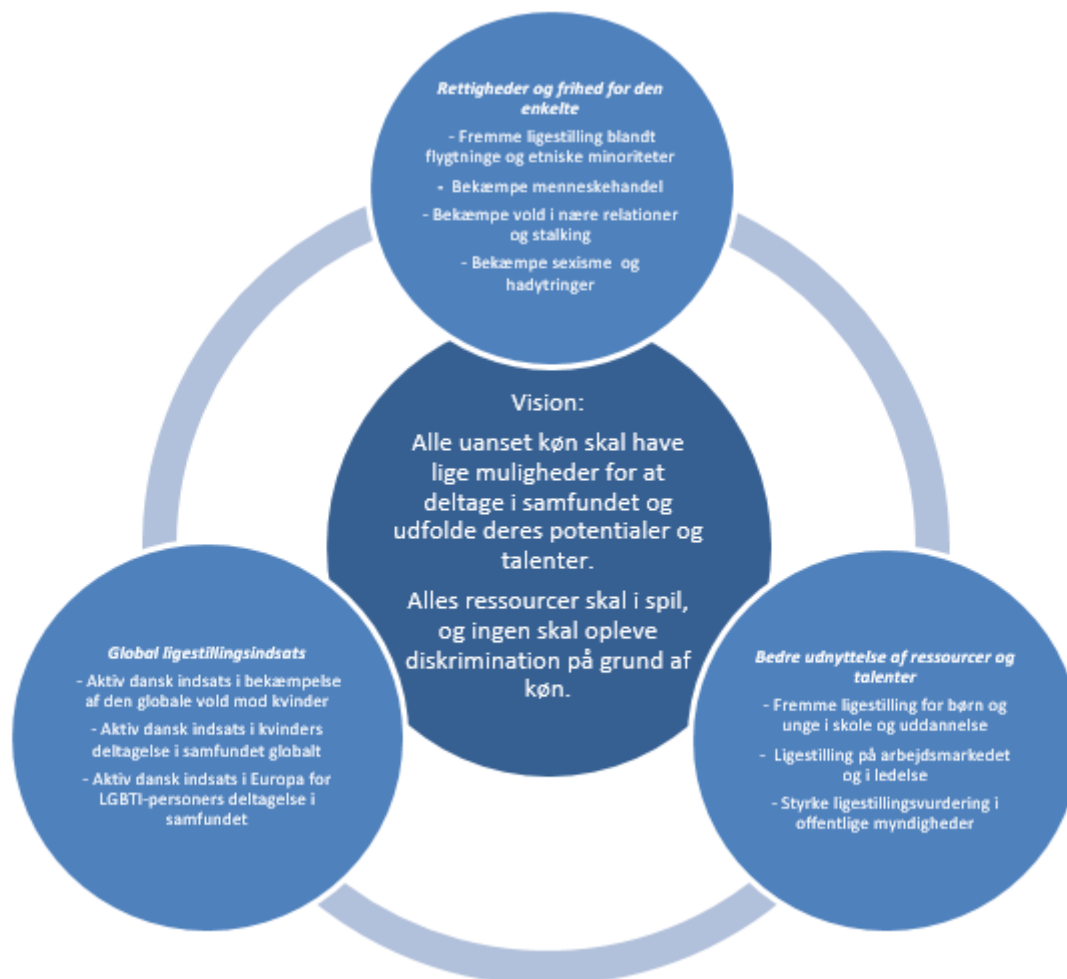 Rettigheder og frihed for den
enkelte
- Fremme ligestilling blandt
flygtninge og etniske minoriteter
- Bekæmpe menneskehandel
- Bekæmpe vold i nære relationer
og stalking
- Bekæmpe sexisme og
hadytringer
Vision:
Alle uanset køn skal have
lige muligheder for at
deltage i samfundet og
udfolde deres potentialer og
talenter.
Alles ressourcer skal i spil,
og ingen skal opleve
diskrimination på grund af
køn.
Global ligestillingsindsats
- Aktiv dansk indsats i bekæmpelse
af den globale vold mod kvinder
- Aktiv dansk indsats i kvinders
deltagelse i samfundet globalt
- Aktiv dansk indsats i Europa for
LGBTI-personers deltagelse i
samfundet
Bedre udnyttelse af ressourcer og
talenter
- Fremme ligestilling for børn og
unge i skole og uddannelse
- Ligestilling på arbejdsmarkedet
og i ledelse
- Styrke ligestillingsvurdering i
offentlige myndigheder